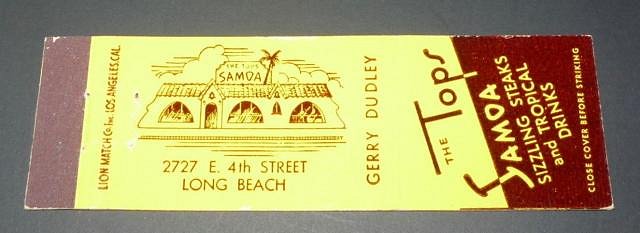 LION MATCH Co. Inc. LOS ANGELES, CAL.
THE TOPS
SAMOA
2727 E. 4th STREET
LONG BEACH
GERRY DUDLEY
THE Tops
SAMOA
SIZZLING STEAKS
TROPICAL
and DRINKS
CLOSE COVER BEFORE STRIKING